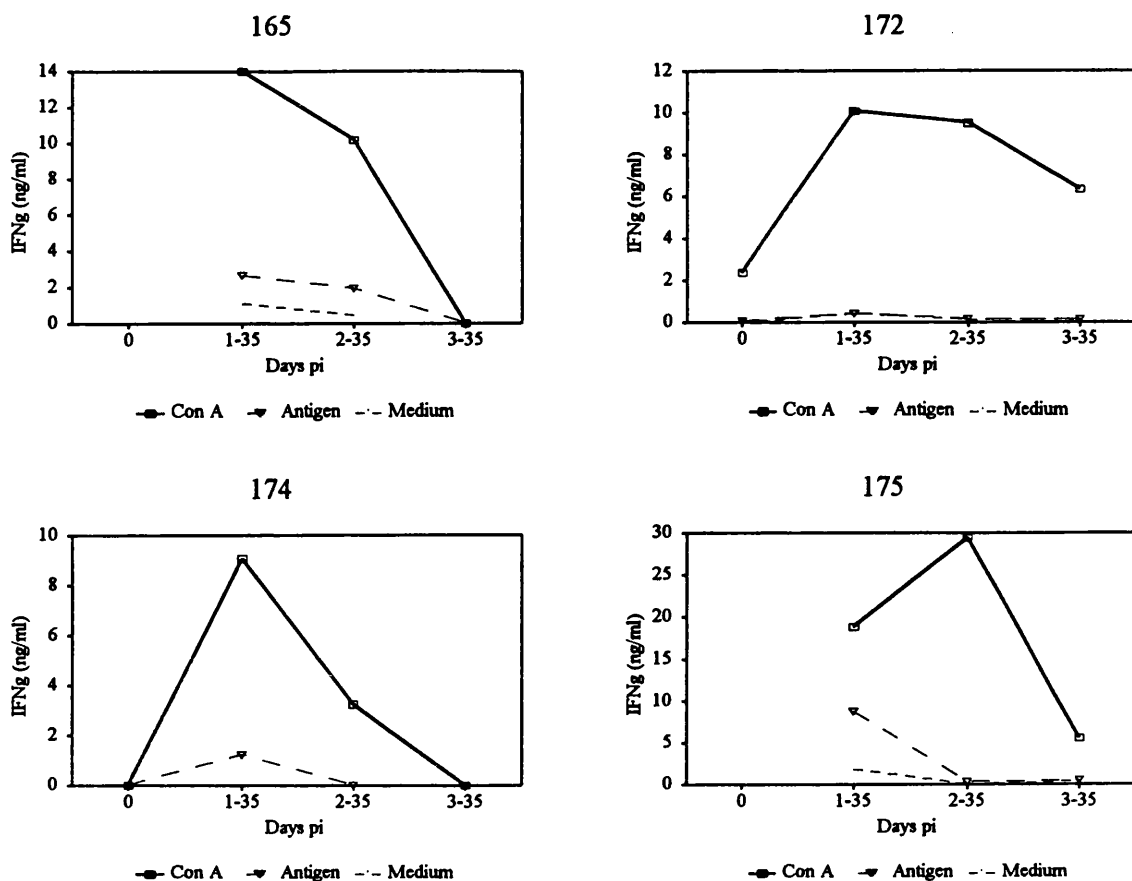 165
14
12
10
8
6
4
2
0
IFNg (ng/ml)
0 1-35 2-35 3-35
Days pi
Con A Antigen Medium
172
12
10
8
6
4
2
0
IFNg (ng/ml)
0 1-35 2-35 3-35
Days pi
Con A Antigen Medium
174
10
8
6
4
2
0
IFNg (ng/ml)
0 1-35 2-35 3-35
Days pi
Con A Antigen Medium
175
30
25
20
15
10
5
0
IFNg (ng/ml)
0 1-35 2-35 3-35
Days pi
Con A Antigen Medium